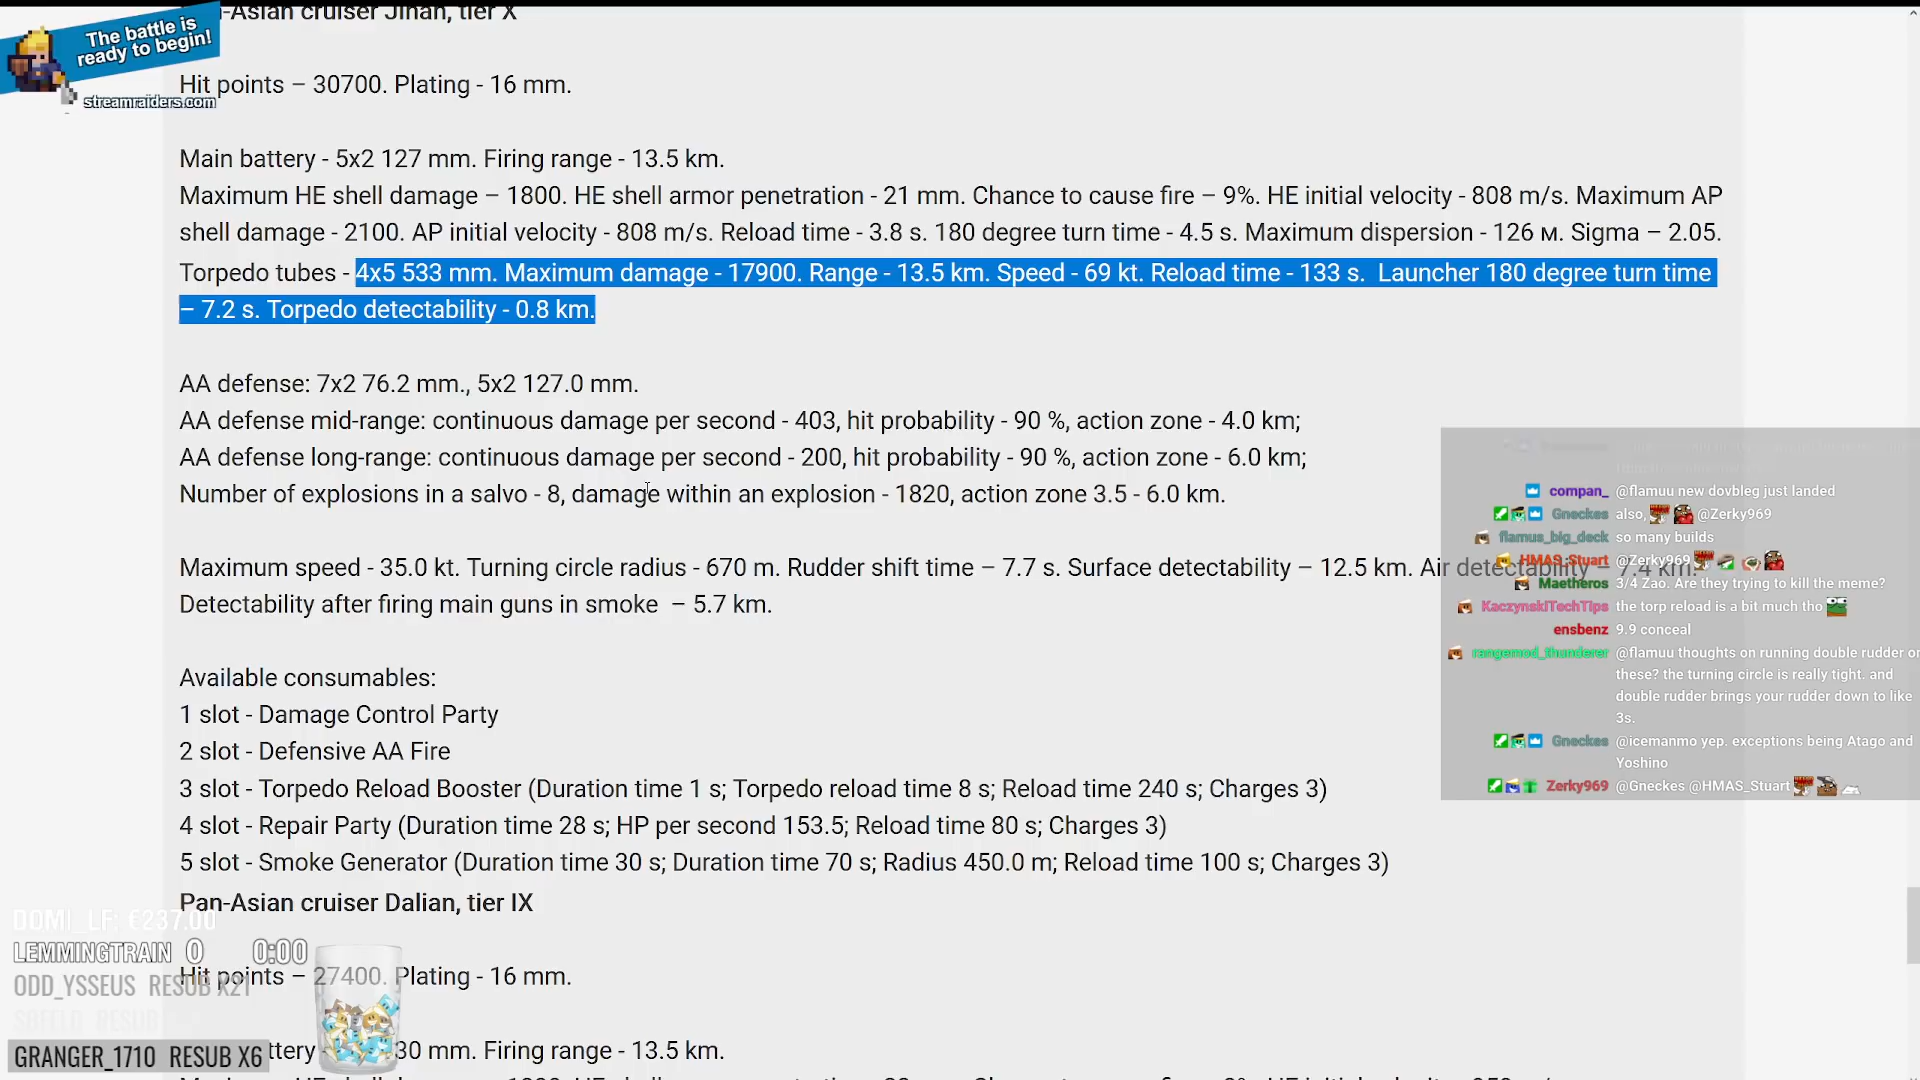 The battle is
ready to begin!
streamraiders.com
-Asian cruiser Jinan, tier X
Hit points – 30700. Plating - 16 mm.
Main battery - 5x2 127 mm. Firing range - 13.5 km.
Maximum HE shell damage – 1800. HE shell armor penetration - 21 mm. Chance to cause fire – 9%. HE initial velocity - 808 m/s. Maximum AP
shell damage - 2100. AP initial velocity - 808 m/s. Reload time - 3.8 s. 180 degree turn time - 4.5 s. Maximum dispersion - 126 м. Sigma – 2.05.
Torpedo tubes - 4x5 533 mm. Maximum damage - 17900. Range - 13.5 km. Speed - 69 kt. Reload time - 133 s.  Launcher 180 degree turn time
– 7.2 s. Torpedo detectability - 0.8 km.
AA defense: 7x2 76.2 mm., 5x2 127.0 mm.
AA defense mid-range: continuous damage per second - 403, hit probability - 90 %, action zone - 4.0 km;
AA defense long-range: continuous damage per second - 200, hit probability - 90 %, action zone - 6.0 km;
Number of explosions in a salvo - 8, damage within an explosion - 1820, action zone 3.5 - 6.0 km.
Maximum speed - 35.0 kt. Turning circle radius - 670 m. Rudder shift time – 7.7 s. Surface detectability – 12.5 km. Air detectability – 7.4 km.
Detectability after firing main guns in smoke  – 5.7 km.
Available consumables:
1 slot - Damage Control Party
2 slot - Defensive AA Fire
3 slot - Torpedo Reload Booster (Duration time 1 s; Torpedo reload time 8 s; Reload time 240 s; Charges 3)
4 slot - Repair Party (Duration time 28 s; HP per second 153.5; Reload time 80 s; Charges 3)
5 slot - Smoke Generator (Duration time 30 s; Duration time 70 s; Radius 450.0 m; Reload time 100 s; Charges 3)
Pan-Asian cruiser Dalian, tier IX
Hit points – 27400. Plating - 16 mm.
30 mm. Firing range - 13.5 km.
compan_ @flamuu new dovbleg just landed
Gneckes also, @Zerky969
flamus_big_deck so many builds
HMAS_Stuart @Zerky969
Maetheros 3/4 Zao. Are they trying to kill the meme?
KaczynskiTechTips the torp reload is a bit much tho
ensbenz 9.9 conceal
rangemod_thunderer @flamuu thoughts on running double rudder on
these? the turning circle is really tight. and
double rudder brings your rudder down to like
3s.
Gneckes @icemanmo yep. exceptions being Atago and
Yoshino
Zerky969 @Gneckes @HMAS_Stuart
DOMI_LF: €237.00
LEMMINGTRAIN 0 0:00
ODD_YSSEUS RESUB X21
GRANGER_1710 RESUB X6